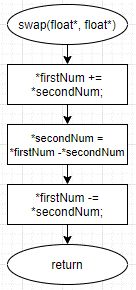 swap(float*, float*)
*firstNum +=
*secondNum;
*secondNum =
*firstNum -*secondNum
*firstNum -=
*secondNum;
return